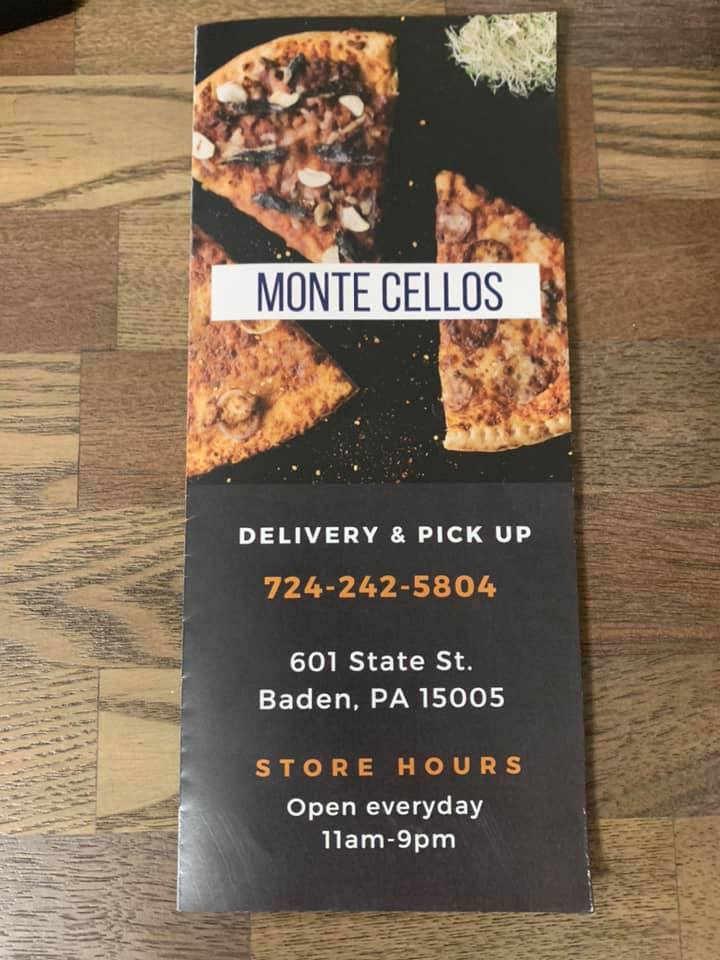 MONTE CELLOS
DELIVERY & PICK UP
724-242-5804
601 State St.
Baden, PA 15005
STORE HOURS
Open everyday
11am-9pm